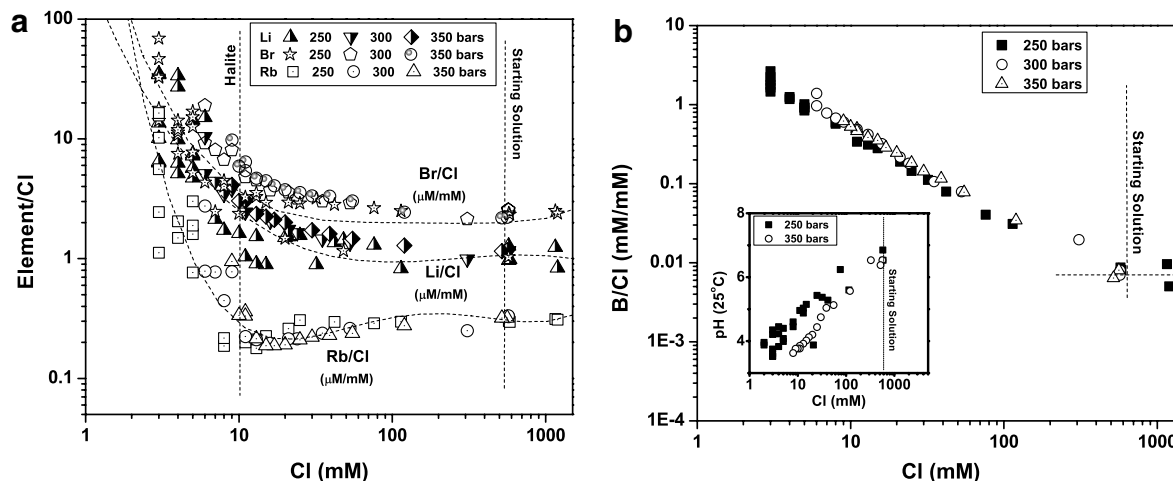 a
100
10
1
0.1
Element/Cl
Li 250 300 350 bars
Br 250 300 350 bars
Rb 250 300 350 bars
Halite
Starting Solution
Br/Cl
(μM/mM)
Li/Cl
(μM/mM)
Rb/Cl
(μM/mM)
1 10 100 1000
Cl (mM)
b
10
1
0.1
0.01
1E-3
1E-4
B/Cl (mM/mM)
250 bars
300 bars
350 bars
Starting Solution
8
6
4
pH (25°C)
250 bars
350 bars
Starting Solution
1 10 100 1000
Cl (mM)
1 10 100 1000
Cl (mM)